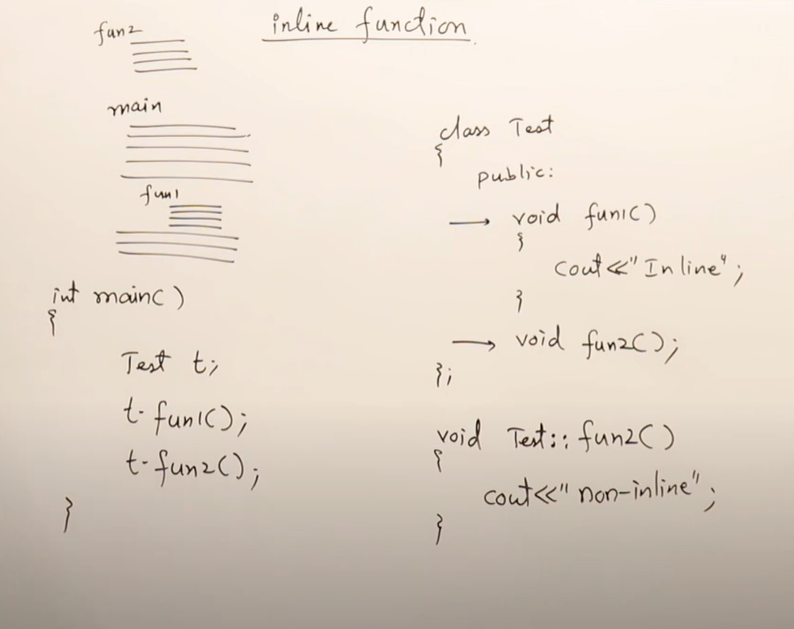 inline function
fun2
main
fun1
int main()
{
Test t;
t.fun1();
t.fun2();
}
class Test
{
public:
void fun1()
{
cout<<"Inline";
}
void fun2();
};
void Test::fun2()
{
cout<<"non-inline";
}